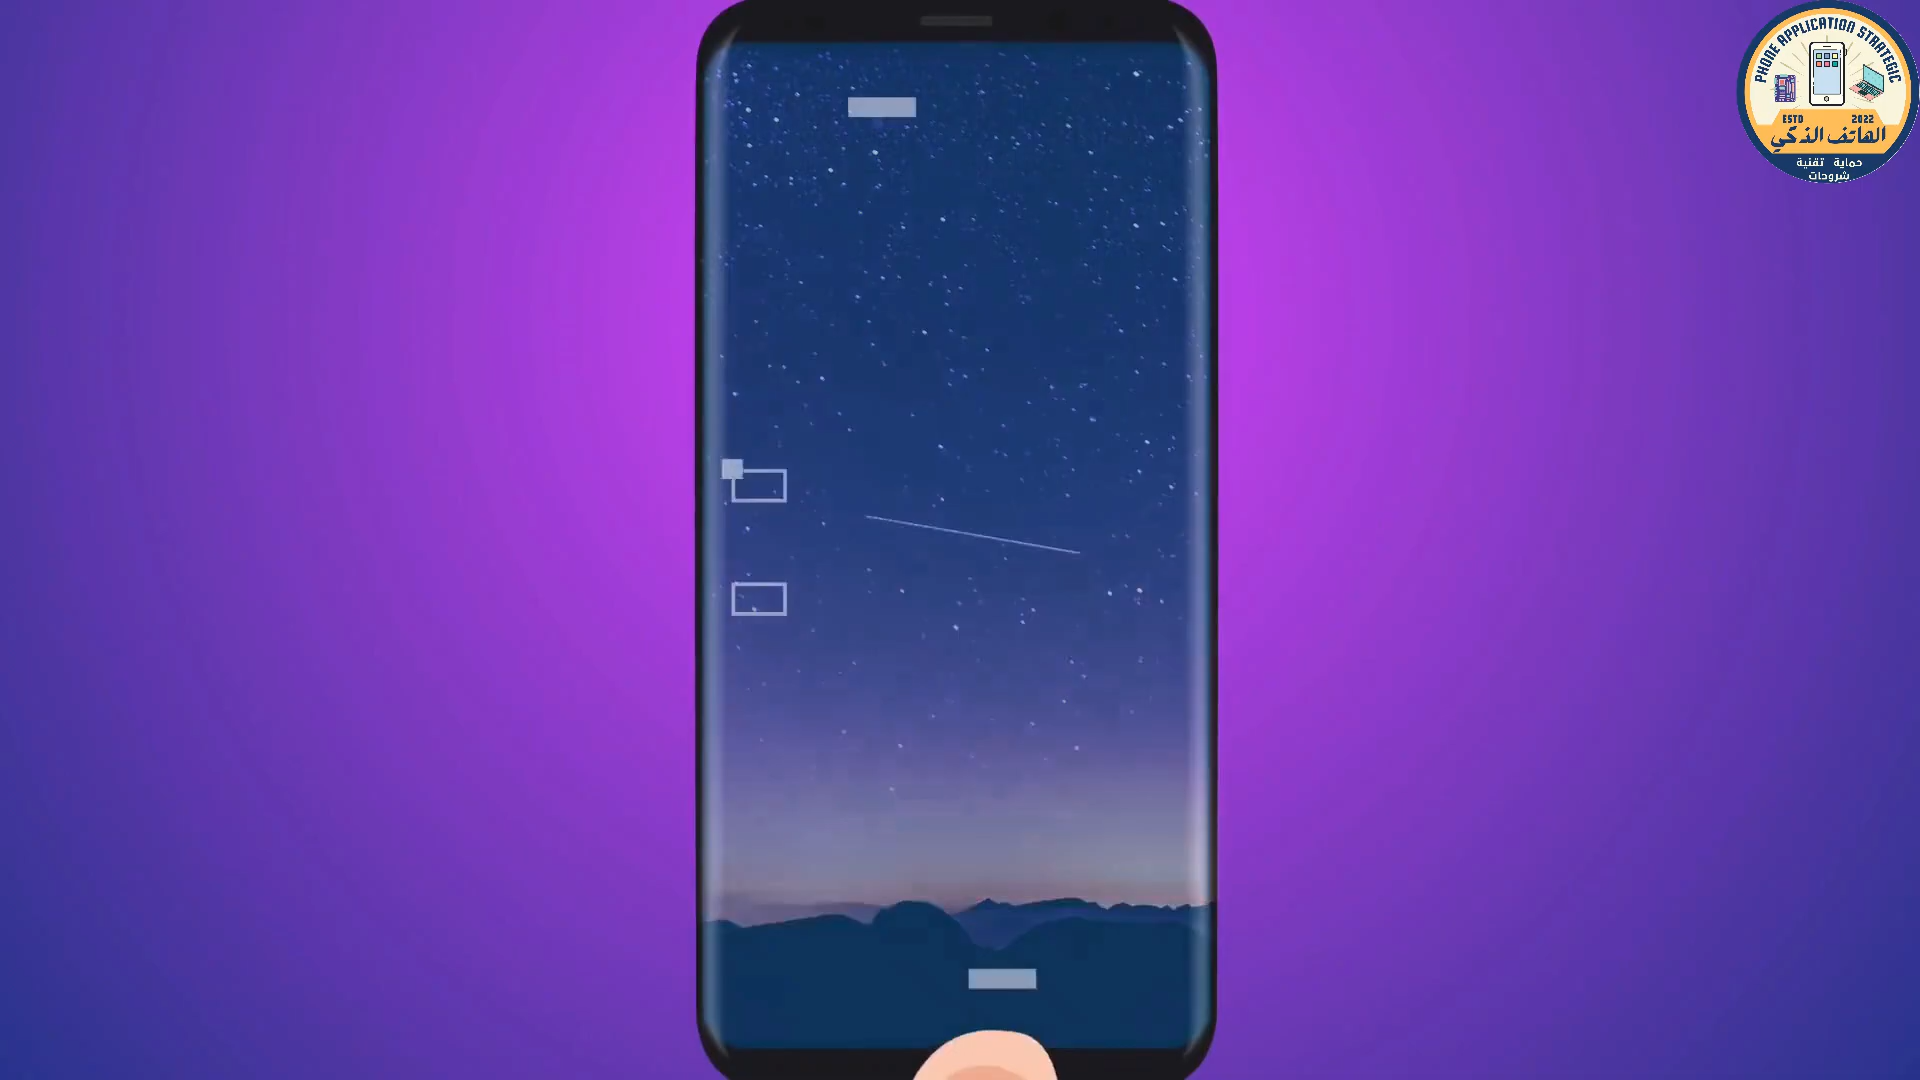 PHONE APPLICATION STRATEGIC
ESTD 2022
الهاتف الذكي
حماية تقنية
شروحات